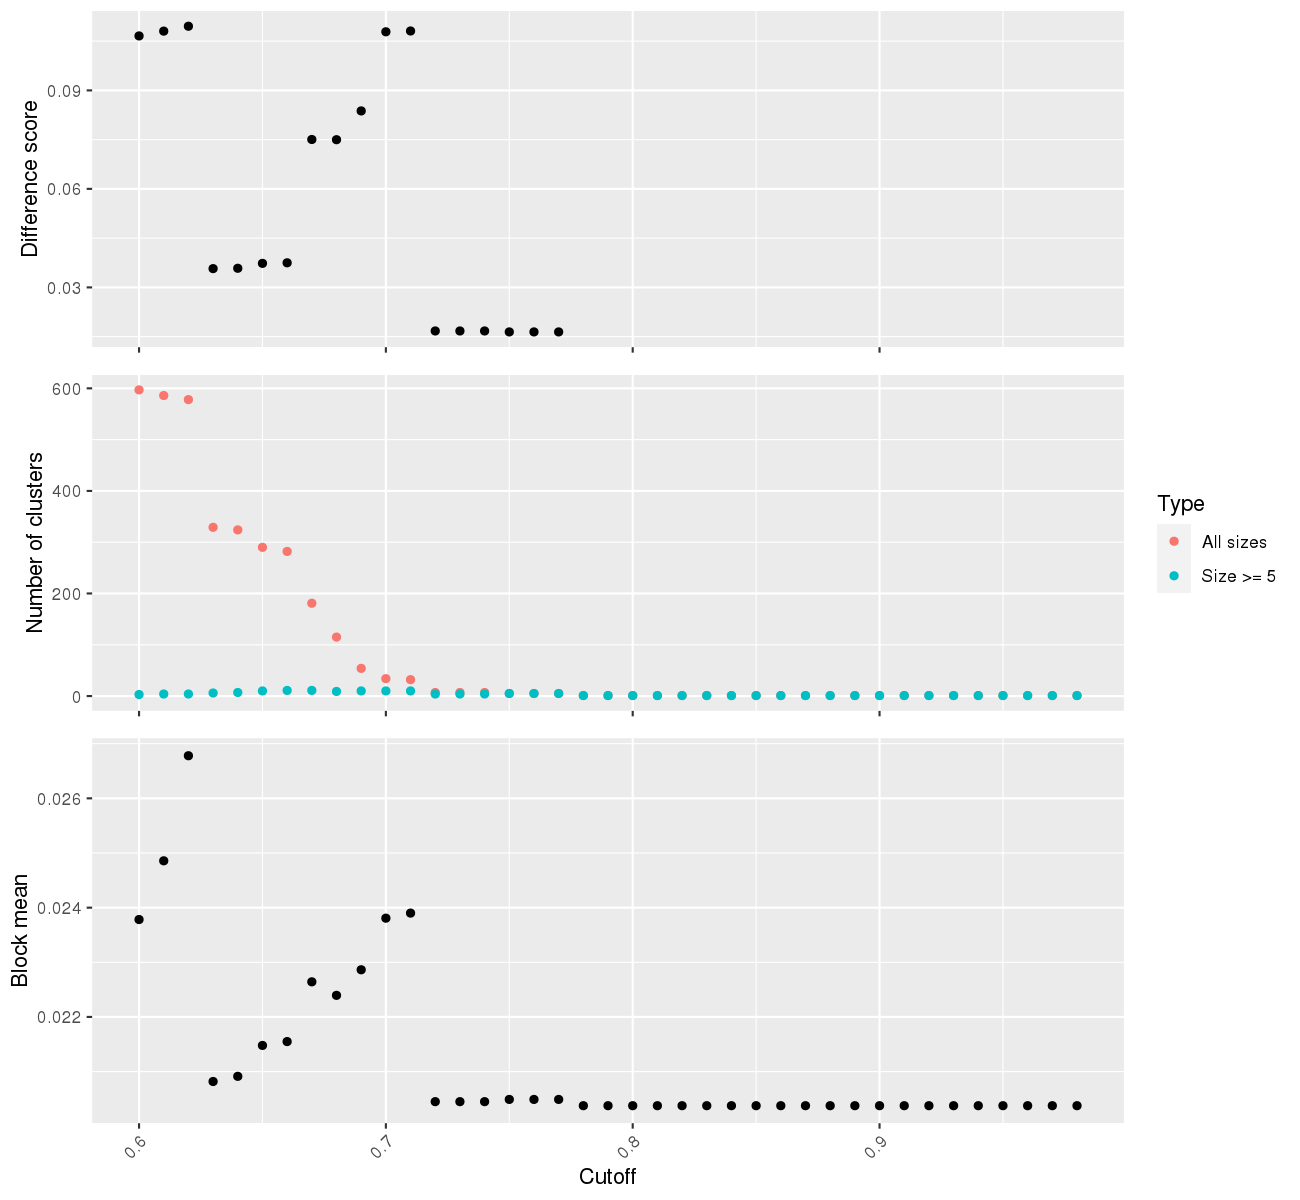 Difference score
0.09
0.06
0.03
Number of clusters
600
400
200
0
Type
All sizes
Size >= 5
Block mean
0.026
0.024
0.022
0.6
0.7
0.8
0.9
Cutoff